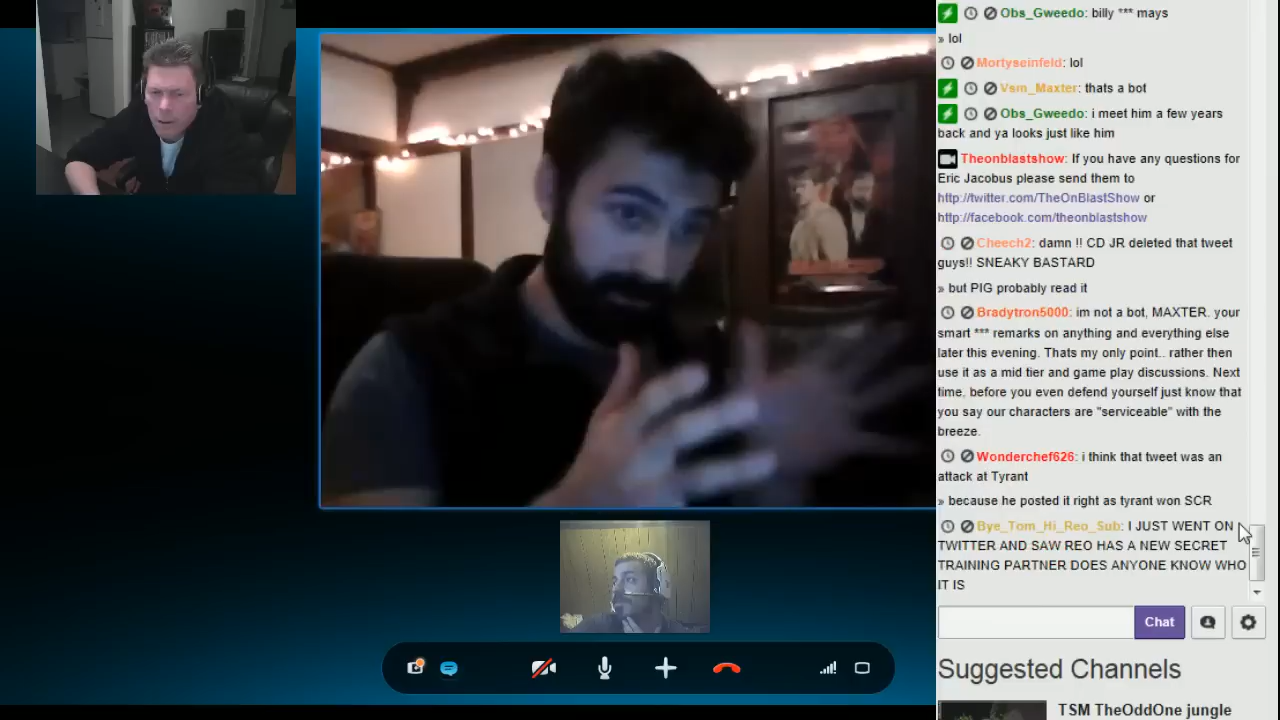 Obs_Gweedo: billy *** mays
» lol
Mortyseinfeld: lol
Vsm_Maxter: thats a bot
Obs_Gweedo: i meet him a few years
back and ya looks just like him
Theonblastshow: If you have any questions for
Eric Jacobus please send them to
http://twitter.com/TheOnBlastShow or
http://facebook.com/theonblastshow
Cheech2: damn !! CD JR deleted that tweet
guys!! SNEAKY BASTARD
» but PIG probably read it
Bradytron5000: im not a bot, MAXTER. your
smart *** remarks on anything and everything else
later this evening. Thats my only point.. rather then
use it as a mid tier and game play discussions. Next
time, before you even defend yourself just know that
you say our characters are "serviceable" with the
breeze.
Wonderchef626: i think that tweet was an
attack at Tyrant
» because he posted it right as tyrant won SCR
Bye_Tom_Hi_Reo_Sub: I JUST WENT ON
TWITTER AND SAW REO HAS A NEW SECRET
TRAINING PARTNER DOES ANYONE KNOW WHO
IT IS
Chat
Suggested Channels
TSM TheOddOne jungle